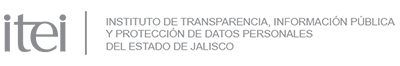 itei
INSTITUTO DE TRANSPARENCIA, INFORMACIÓN PÚBLICA
Y PROTECCIÓN DE DATOS PERSONALES
DEL ESTADO DE JALISCO